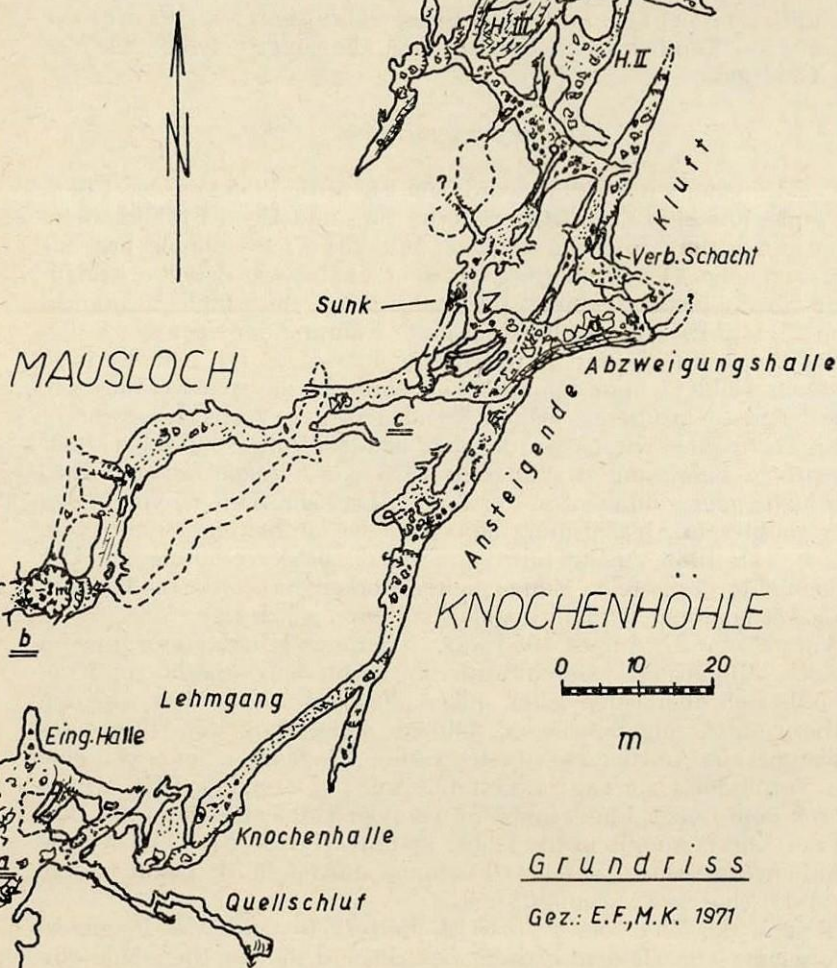 H.III
H.II
N
Kluft
?
Verb.Schacht
Sunk
?
Abzweigungshalle
MAUSLOCH
c
Ansteigende
KNOCHENHÖHLE
b
0 10 20
m
Lehmgang
Eing.Halle
Knochenhalle
a
Quellschluf
Grundriss
Gez.: E.F.,M.K. 1971